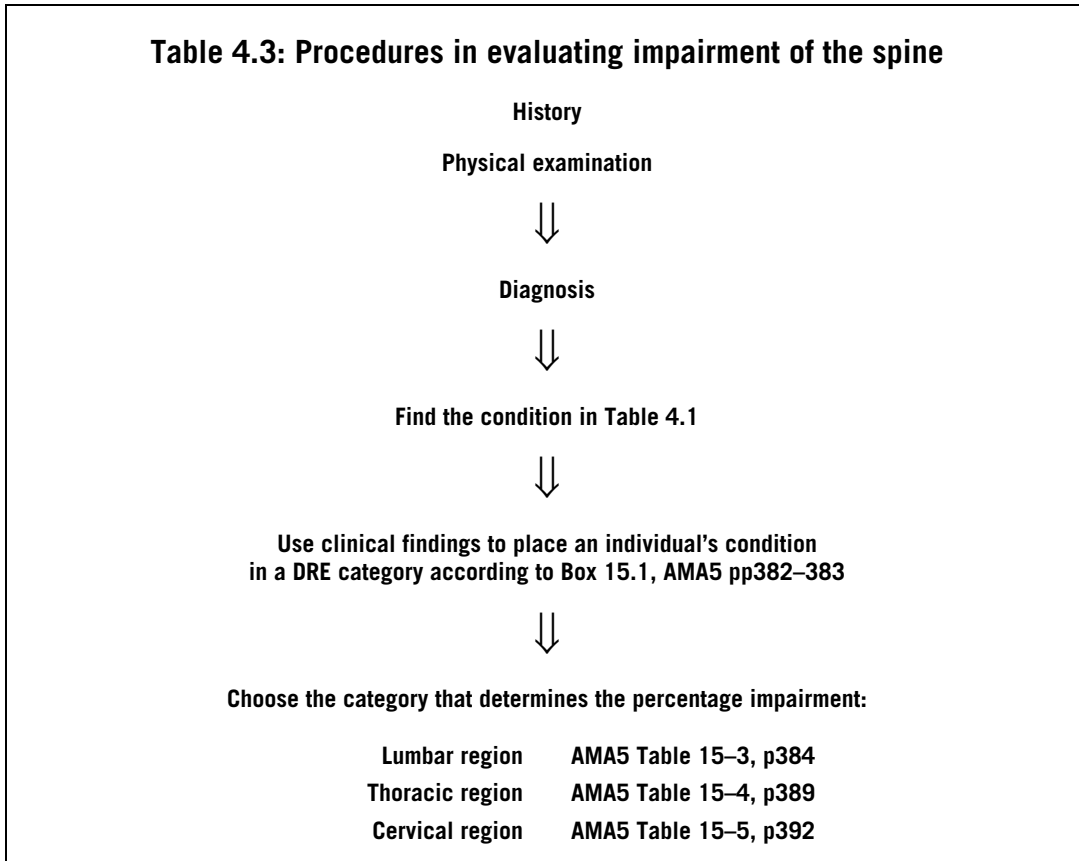 Table 4.3: Procedures in evaluating impairment of the spine
History
Physical examination
⇓
Diagnosis
⇓
Find the condition in Table 4.1
⇓
Use clinical findings to place an individual's condition
in a DRE category according to Box 15.1, AMA5 pp382–383
⇓
Choose the category that determines the percentage impairment:
Lumbar region AMA5 Table 15–3, p384
Thoracic region AMA5 Table 15–4, p389
Cervical region AMA5 Table 15–5, p392